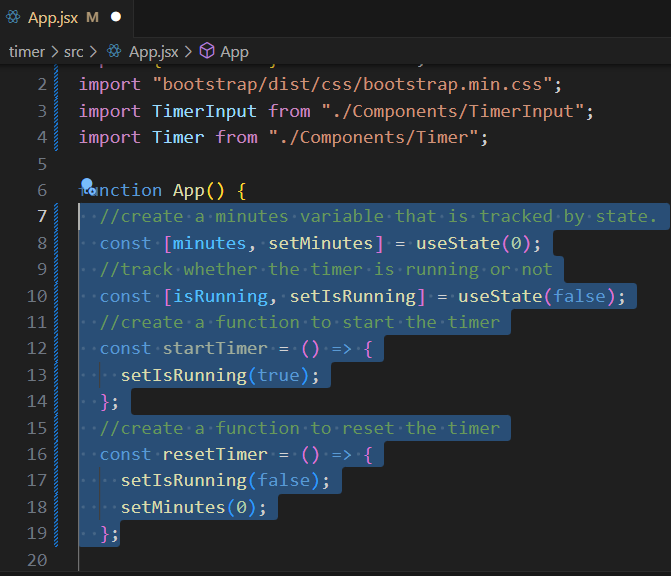 App.jsx M
timer > src > App.jsx > App
2 import "bootstrap/dist/css/bootstrap.min.css";
3 import TimerInput from "./Components/TimerInput";
4 import Timer from "./Components/Timer";
5
6 function App() {
7 //create a minutes variable that is tracked by state.
8 const [minutes, setMinutes] = useState(0);
9 //track whether the timer is running or not
10 const [isRunning, setIsRunning] = useState(false);
11 //create a function to start the timer
12 const startTimer = () => {
13 setIsRunning(true);
14 };
15 //create a function to reset the timer
16 const resetTimer = () => {
17 setIsRunning(false);
18 setMinutes(0);
19 };
20